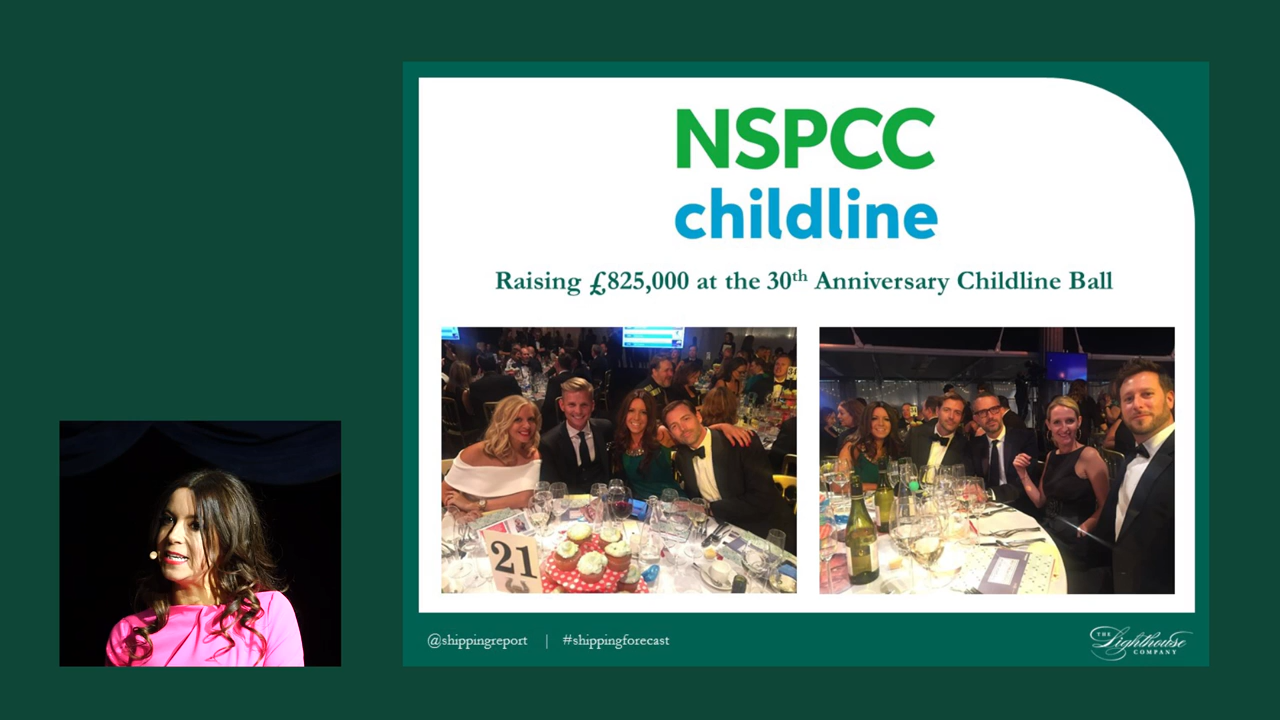 NSPCC
childline
Raising £825,000 at the 30th Anniversary Childline Ball
21
@shippingreport | #shippingforecast
THE
Lighthouse
COMPANY